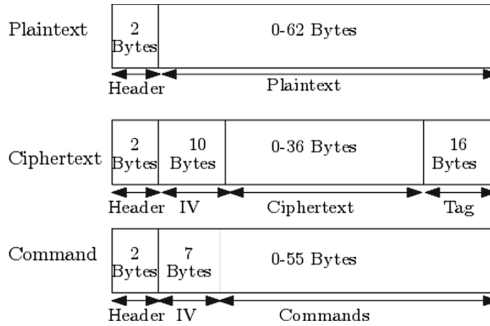 Plaintext
2
Bytes
0-62 Bytes
Header
Plaintext
Ciphertext
2
Bytes
10
Bytes
0-36 Bytes
16
Bytes
Header IV Ciphertext Tag
Command
2
Bytes
7
Bytes
0-55 Bytes
Header IV Commands